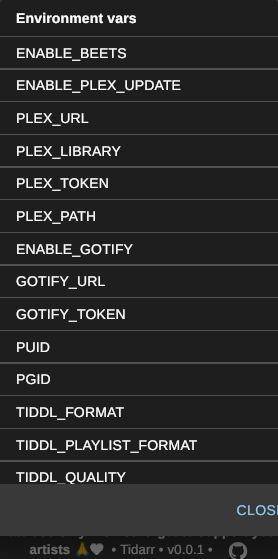 Environment vars
ENABLE_BEETS
ENABLE_PLEX_UPDATE
PLEX_URL
PLEX_LIBRARY
PLEX_TOKEN
PLEX_PATH
ENABLE_GOTIFY
GOTIFY_URL
GOTIFY_TOKEN
PUID
PGID
TIDDL_FORMAT
TIDDL_PLAYLIST_FORMAT
TIDDL_QUALITY
CLOS
artists 🙏🖤 • Tidarr • v0.0.1 •